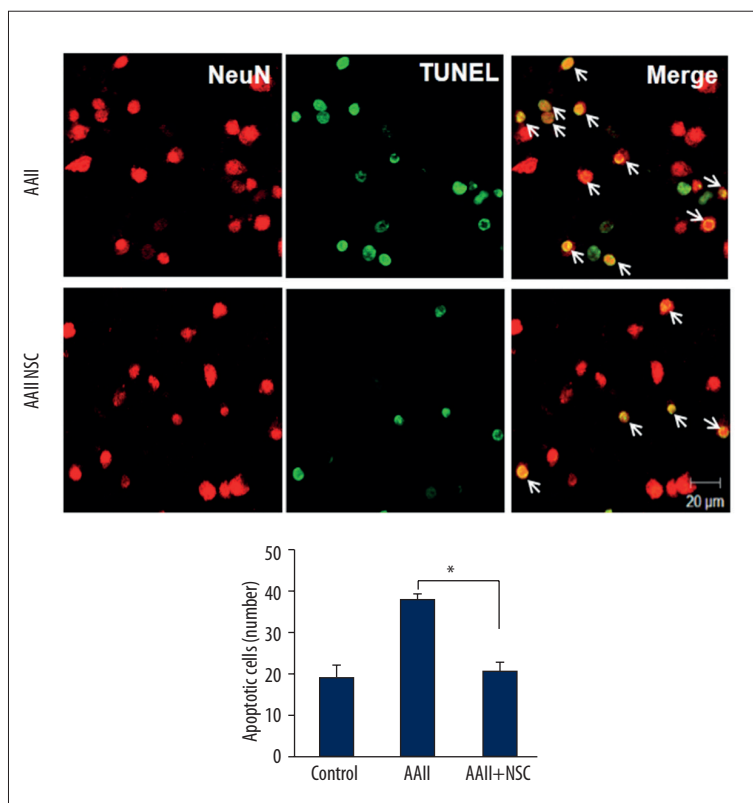 NeuN
TUNEL
Merge
AAII
AAII NSC
20 µm
Apoptotic cells (number)
50
40
30
20
10
0
*
Control
AAII
AAII+NSC